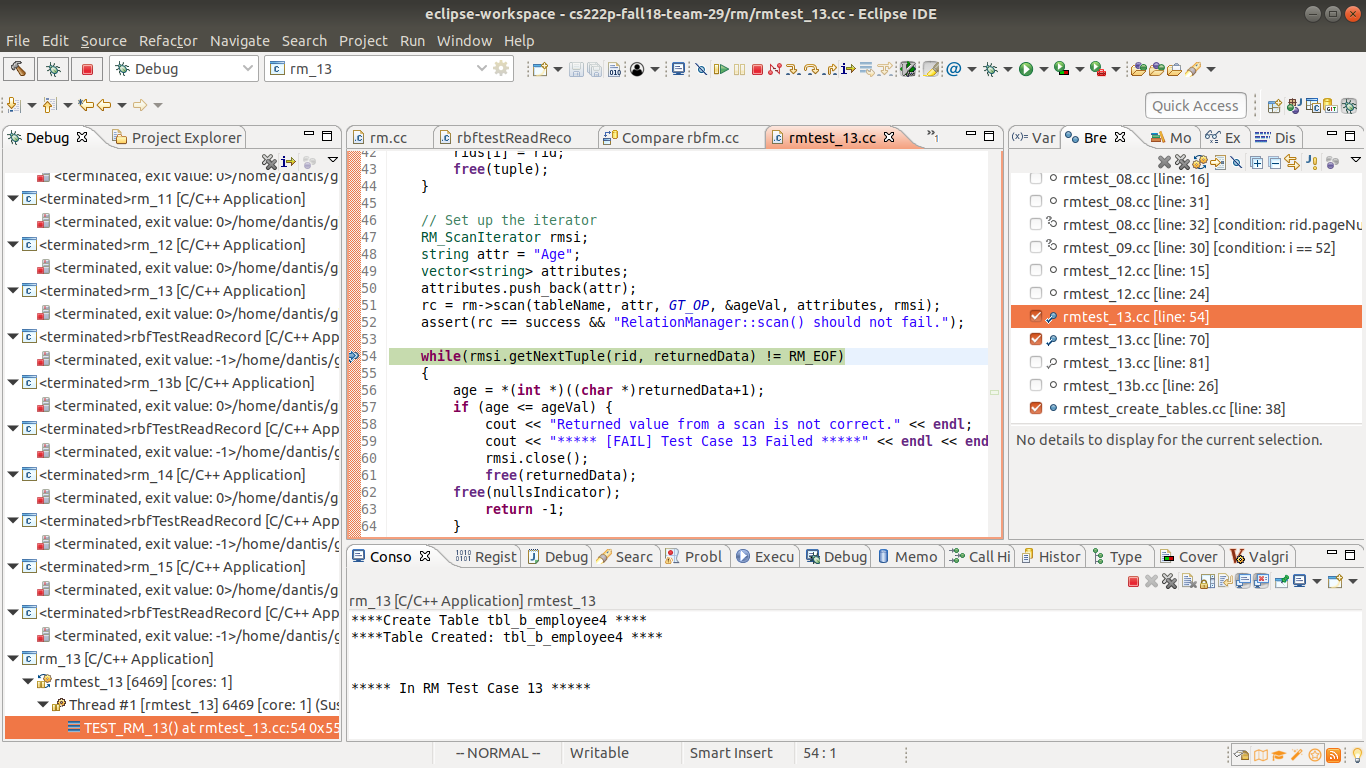 eclipse-workspace - cs222p-fall18-team-29/rm/rmtest_13.cc - Eclipse IDE
File Edit Source Refactor Navigate Search Project Run Window Help
Debug rm_13
Quick Access
Debug Project Explorer
<terminated, exit value: 0>/home/dantis/g
<terminated>rm_11 [C/C++ Application]
<terminated, exit value: 0>/home/dantis/g
<terminated>rm_12 [C/C++ Application]
<terminated, exit value: 0>/home/dantis/g
<terminated>rm_13 [C/C++ Application]
<terminated, exit value: 0>/home/dantis/g
<terminated>rbfTestReadRecord [C/C++ App
<terminated, exit value: -1>/home/dantis/g
<terminated>rm_13b [C/C++ Application]
<terminated, exit value: 0>/home/dantis/g
<terminated>rbfTestReadRecord [C/C++ App
<terminated, exit value: -1>/home/dantis/g
<terminated>rm_14 [C/C++ Application]
<terminated, exit value: 0>/home/dantis/g
<terminated>rbfTestReadRecord [C/C++ App
<terminated, exit value: -1>/home/dantis/g
<terminated>rm_15 [C/C++ Application]
<terminated, exit value: 0>/home/dantis/g
<terminated>rbfTestReadRecord [C/C++ App
<terminated, exit value: -1>/home/dantis/g
rm_13 [C/C++ Application]
rmtest_13 [6469] [cores: 1]
Thread #1 [rmtest_13] 6469 [core: 1] (Sus
TEST_RM_13() at rmtest_13.cc:54 0x55
rm.cc rbftestReadReco Compare rbfm.cc rmtest_13.cc »1
42 rids[i] = rid;
43 free(tuple);
44 }
45
46 // Set up the iterator
47 RM_ScanIterator rmsi;
48 string attr = "Age";
49 vector<string> attributes;
50 attributes.push_back(attr);
51 rc = rm->scan(tableName, attr, GT_OP, &ageVal, attributes, rmsi);
52 assert(rc == success && "RelationManager::scan() should not fail.");
53
54 while(rmsi.getNextTuple(rid, returnedData) != RM_EOF)
55 {
56 age = *(int *)((char *)returnedData+1);
57 if (age <= ageVal) {
58 cout << "Returned value from a scan is not correct." << endl;
59 cout << "***** [FAIL] Test Case 13 Failed *****" << endl << end
60 rmsi.close();
61 free(returnedData);
62 free(nullsIndicator);
63 return -1;
64 }
(x)= Var Bre Mo Ex Dis
rmtest_08.cc [line: 16]
rmtest_08.cc [line: 31]
rmtest_08.cc [line: 32] [condition: rid.pageNu
rmtest_09.cc [line: 30] [condition: i == 52]
rmtest_12.cc [line: 15]
rmtest_12.cc [line: 24]
rmtest_13.cc [line: 54]
rmtest_13.cc [line: 70]
rmtest_13.cc [line: 81]
rmtest_13b.cc [line: 26]
rmtest_create_tables.cc [line: 38]
No details to display for the current selection.
Conso Regist Debug Searc Probl Execu Debug Memo Call Hi Histor Type Cover Valgri
rm_13 [C/C++ Application] rmtest_13
****Create Table tbl_b_employee4 ****
****Table Created: tbl_b_employee4 ****
***** In RM Test Case 13 *****
-- NORMAL -- Writable Smart Insert 54 : 1